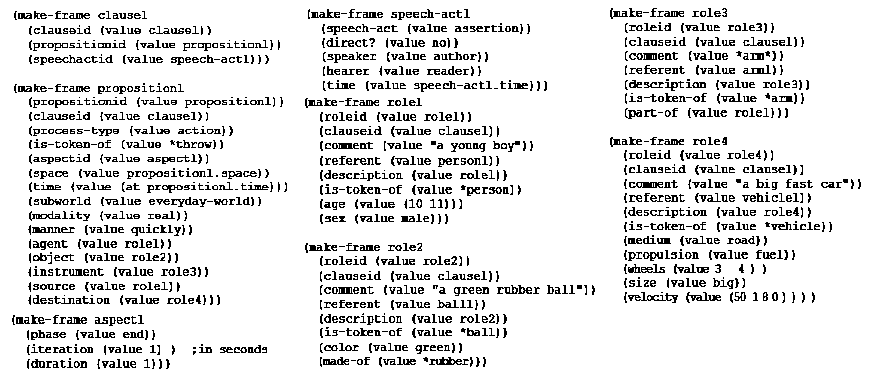 (make-frame clause1
(clauseid (value clause1))
(propositionid (value proposition1))
(speechactid (value speech-act1)))
(make-frame proposition1
(propositionid (value proposition1))
(clauseid (value clause1))
(process-type (value action))
(is-token-of (value *throw))
(aspectid (value aspect1))
(space (value proposition1.space))
(time (value (at proposition1.time)))
(subworld (value everyday-world))
(modality (value real))
(manner (value quickly))
(agent (value role1))
(object (value role2))
(instrument (value role3))
(source (value role1))
(destination (value role4)))
(make-frame aspect1
(phase (value end))
(iteration (value 1) ) ;in seconds
(duration (value 1)))
(make-frame speech-act1
(speech-act (value assertion))
(direct? (value no))
(speaker (value author))
(hearer (value reader))
(time (value speech-act1.time)))
(make-frame role1
(roleid (value role1))
(clauseid (value clause1))
(comment (value "a young boy"))
(referent (value person1))
(description (value role1))
(is-token-of (value *person))
(age (value (10 11)))
(sex (value male)))
(make-frame role2
(roleid (value role2))
(clauseid (value clause1))
(comment (value "a green rubber ball"))
(referent (value ball1))
(description (value role2))
(is-token-of (value *ball))
(color (value green))
(made-of (value *rubber)))
(make-frame role3
(roleid (value role3))
(clauseid (value clause1))
(comment (value *arm*))
(referent (value arm1))
(description (value role3))
(is-token-of (value *arm))
(part-of (value role1)))
(make-frame role4
(roleid (value role4))
(clauseid (value clause1))
(comment (value "a big fast car"))
(referent (value vehicle1))
(description (value role4))
(is-token-of (value *vehicle))
(medium (value road))
(propulsion (value fuel))
(wheels (value 3 4 ) )
(size (value big))
(velocity (value (50 180) ) ) )